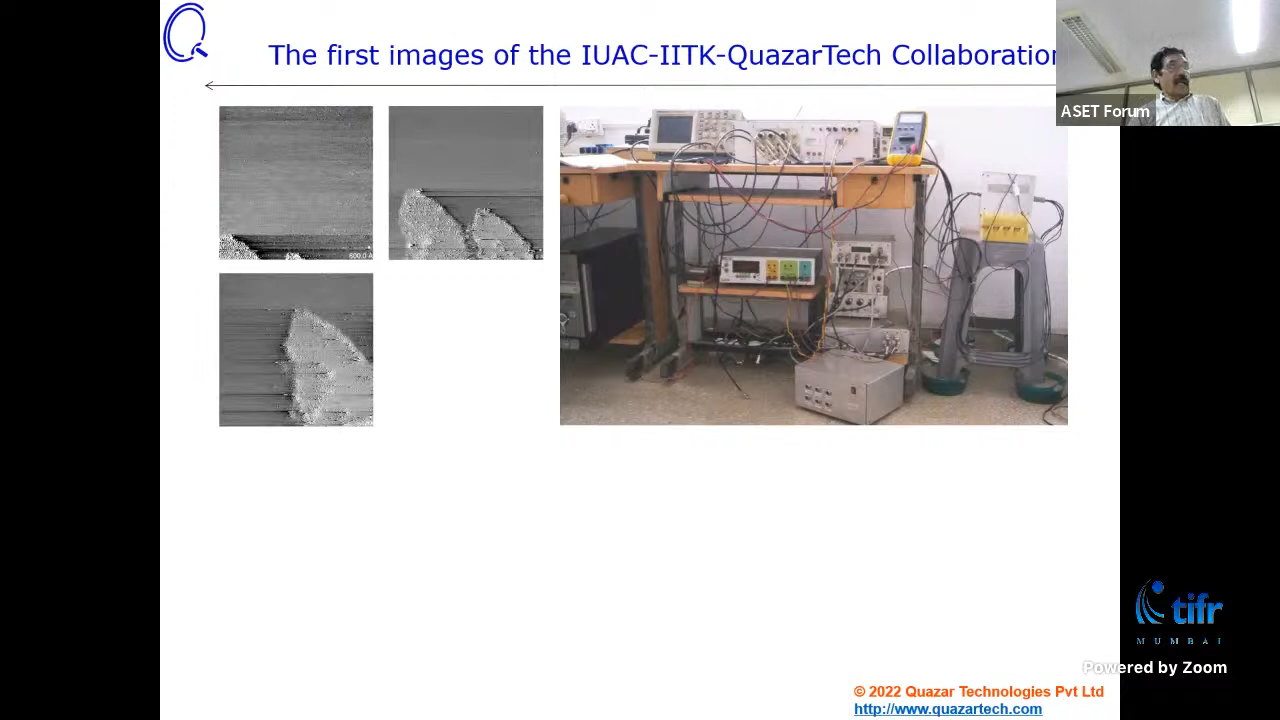 The first images of the IUAC-IITK-QuazarTech Collaboration
ASET Forum
tifr
MUMBAI
Powered by Zoom
© 2022 Quazar Technologies Pvt Ltd
http://www.quazartech.com